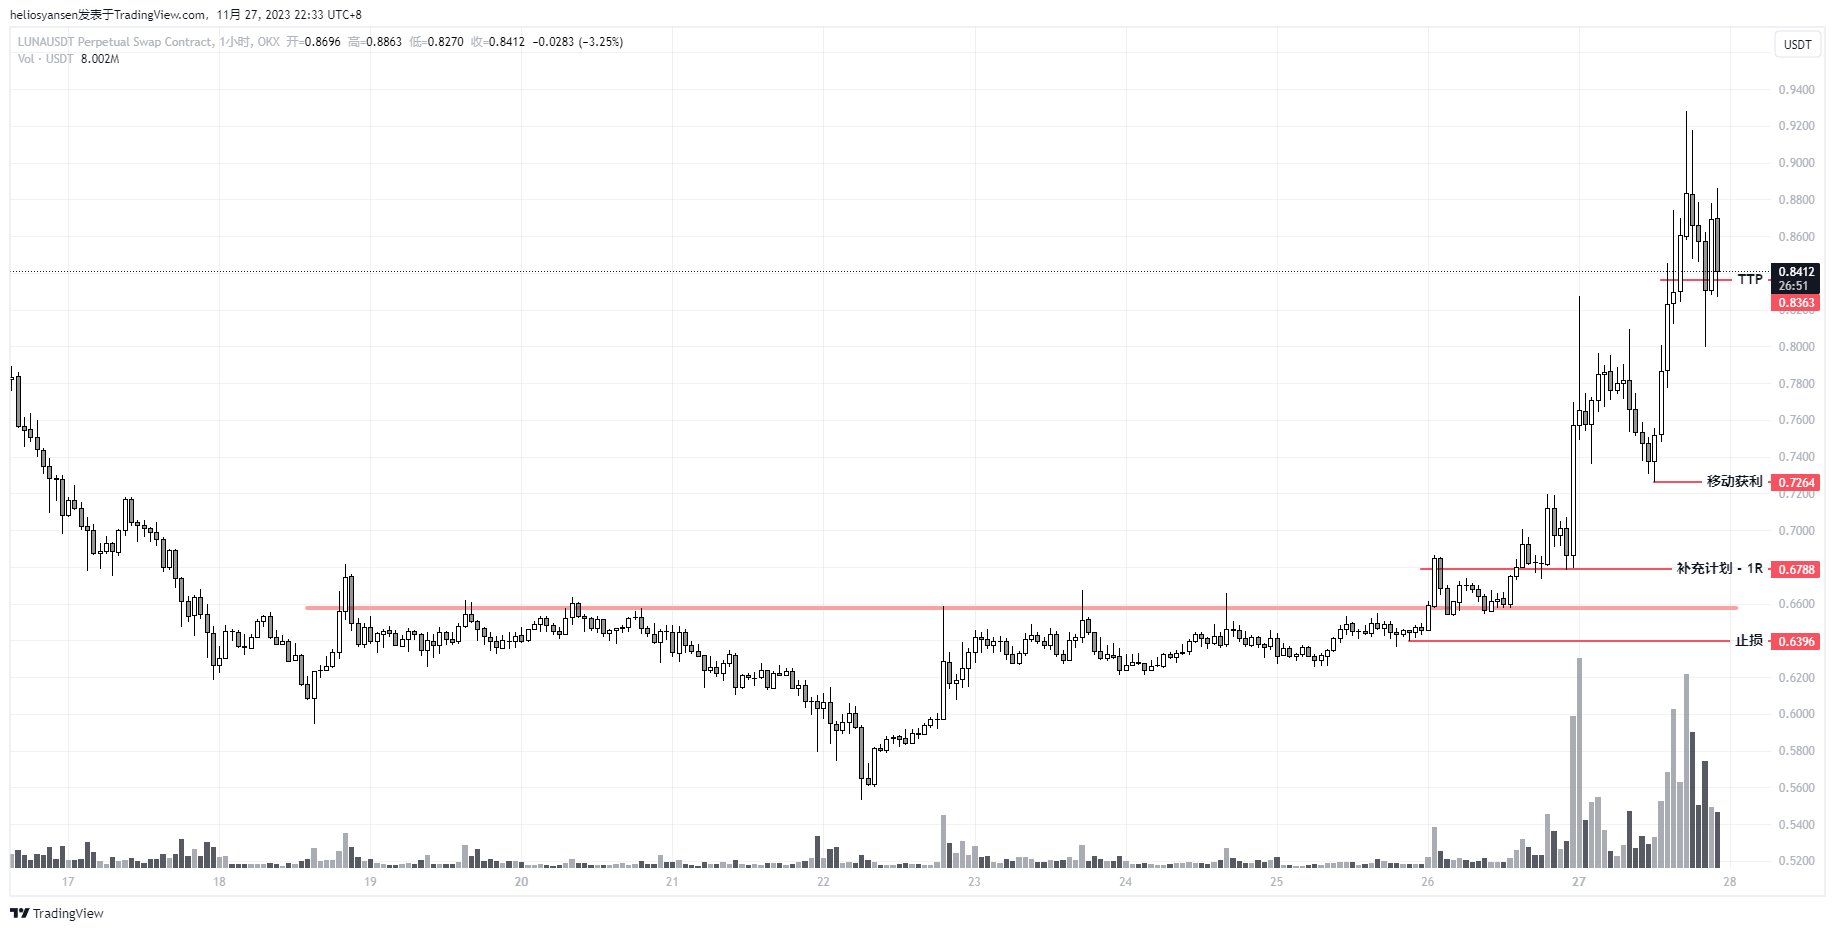 heliosyansen发表于TradingView.com, 11月 27, 2023 22:33 UTC+8
LUNAUSDT Perpetual Swap Contract, 1小时, OKX 开=0.8696 高=0.8863 低=0.8270 收=0.8412 −0.0283 (−3.25%)
Vol · USDT 8.002M
USDT
0.9400
0.9200
0.9000
0.8800
0.8600
0.8412
26:51
TTP
0.8363
0.8000
0.7800
0.7600
0.7400
移动获利 0.7264
0.7200
0.7000
补充计划 - 1R 0.6788
0.6600
止损 0.6396
0.6200
0.6000
0.5800
0.5600
0.5400
0.5200
17 18 19 20 21 22 23 24 25 26 27 28
TradingView